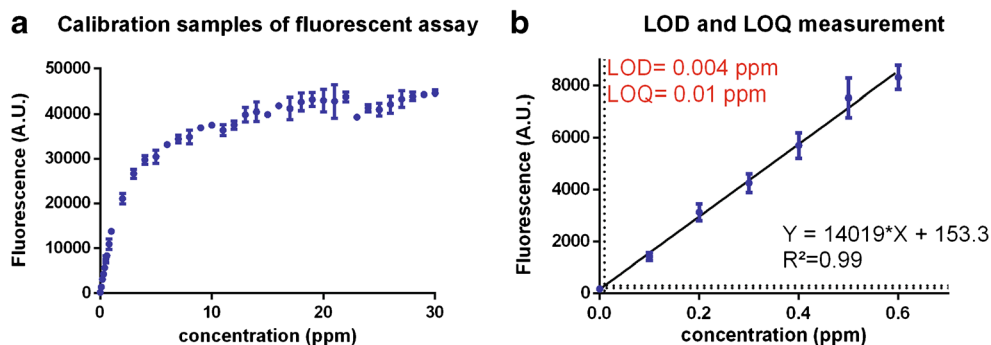 a Calibration samples of fluorescent assay
Fluorescence (A.U.)
50000
40000
30000
20000
10000
0
0 10 20 30
concentration (ppm)
b LOD and LOQ measurement
LOD= 0.004 ppm
LOQ= 0.01 ppm
Fluorescence (A.U.)
8000
6000
4000
2000
0
Y = 14019*X + 153.3
R²=0.99
0.0 0.2 0.4 0.6
concentration (ppm)